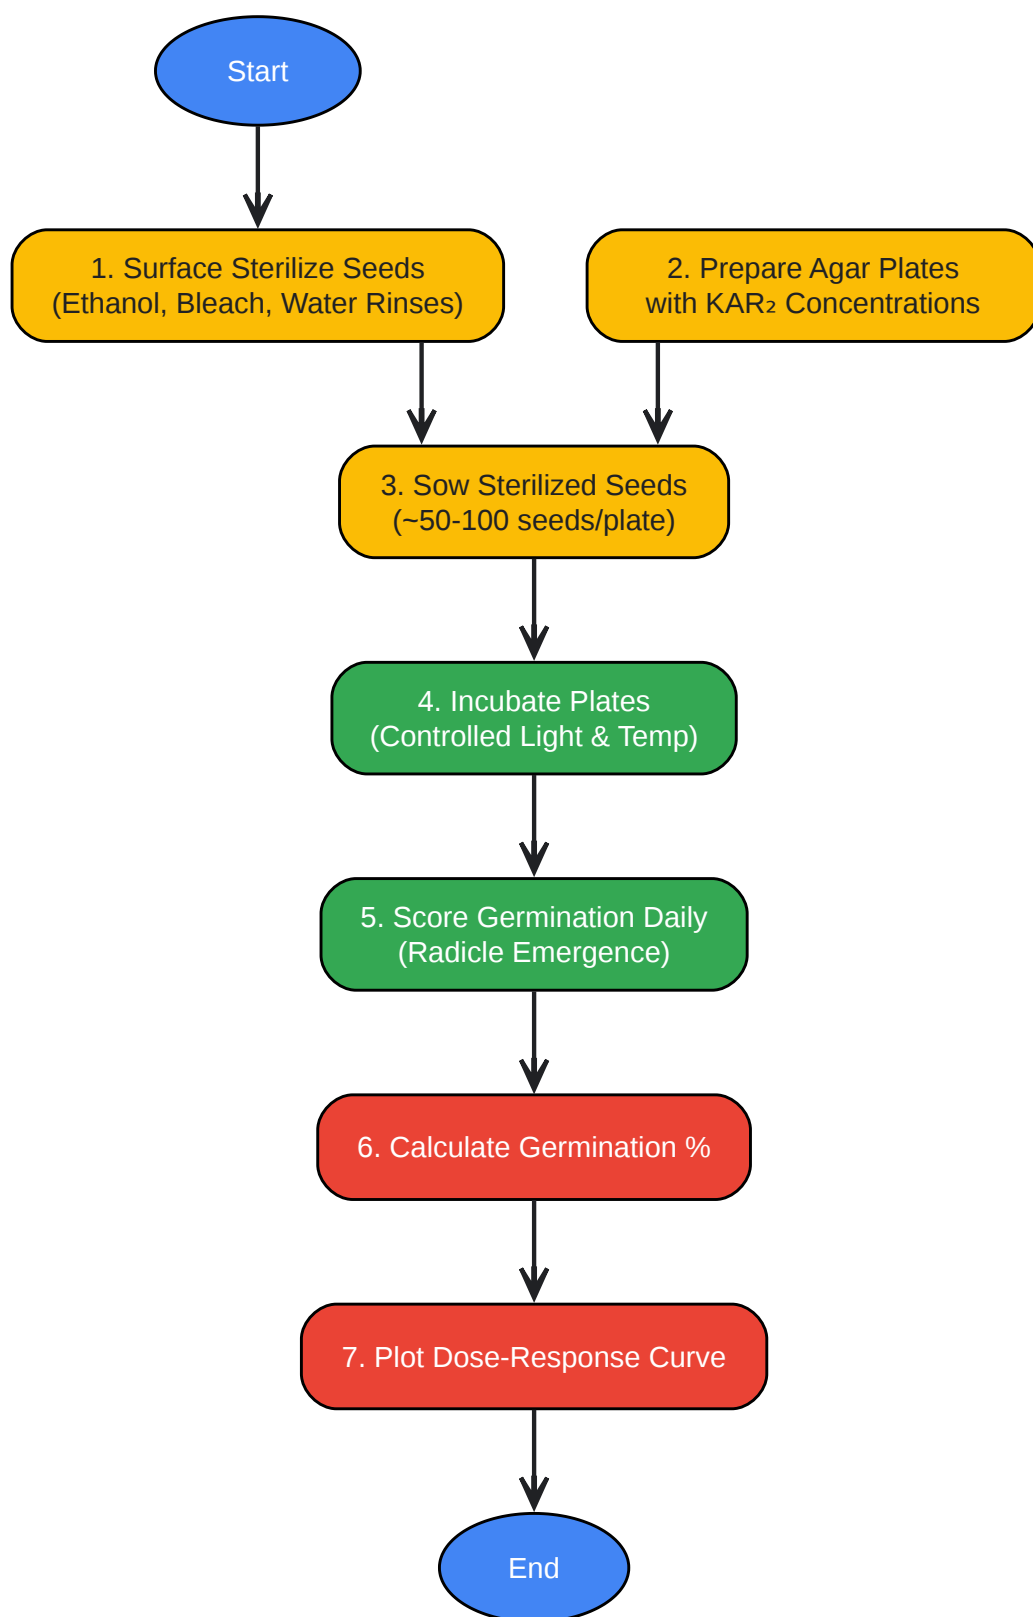 Start
1. Surface Sterilize Seeds
(Ethanol, Bleach, Water Rinses)
2. Prepare Agar Plates
with KAR₂ Concentrations
3. Sow Sterilized Seeds
(~50-100 seeds/plate)
4. Incubate Plates
(Controlled Light & Temp)
5. Score Germination Daily
(Radicle Emergence)
6. Calculate Germination %
7. Plot Dose-Response Curve
End